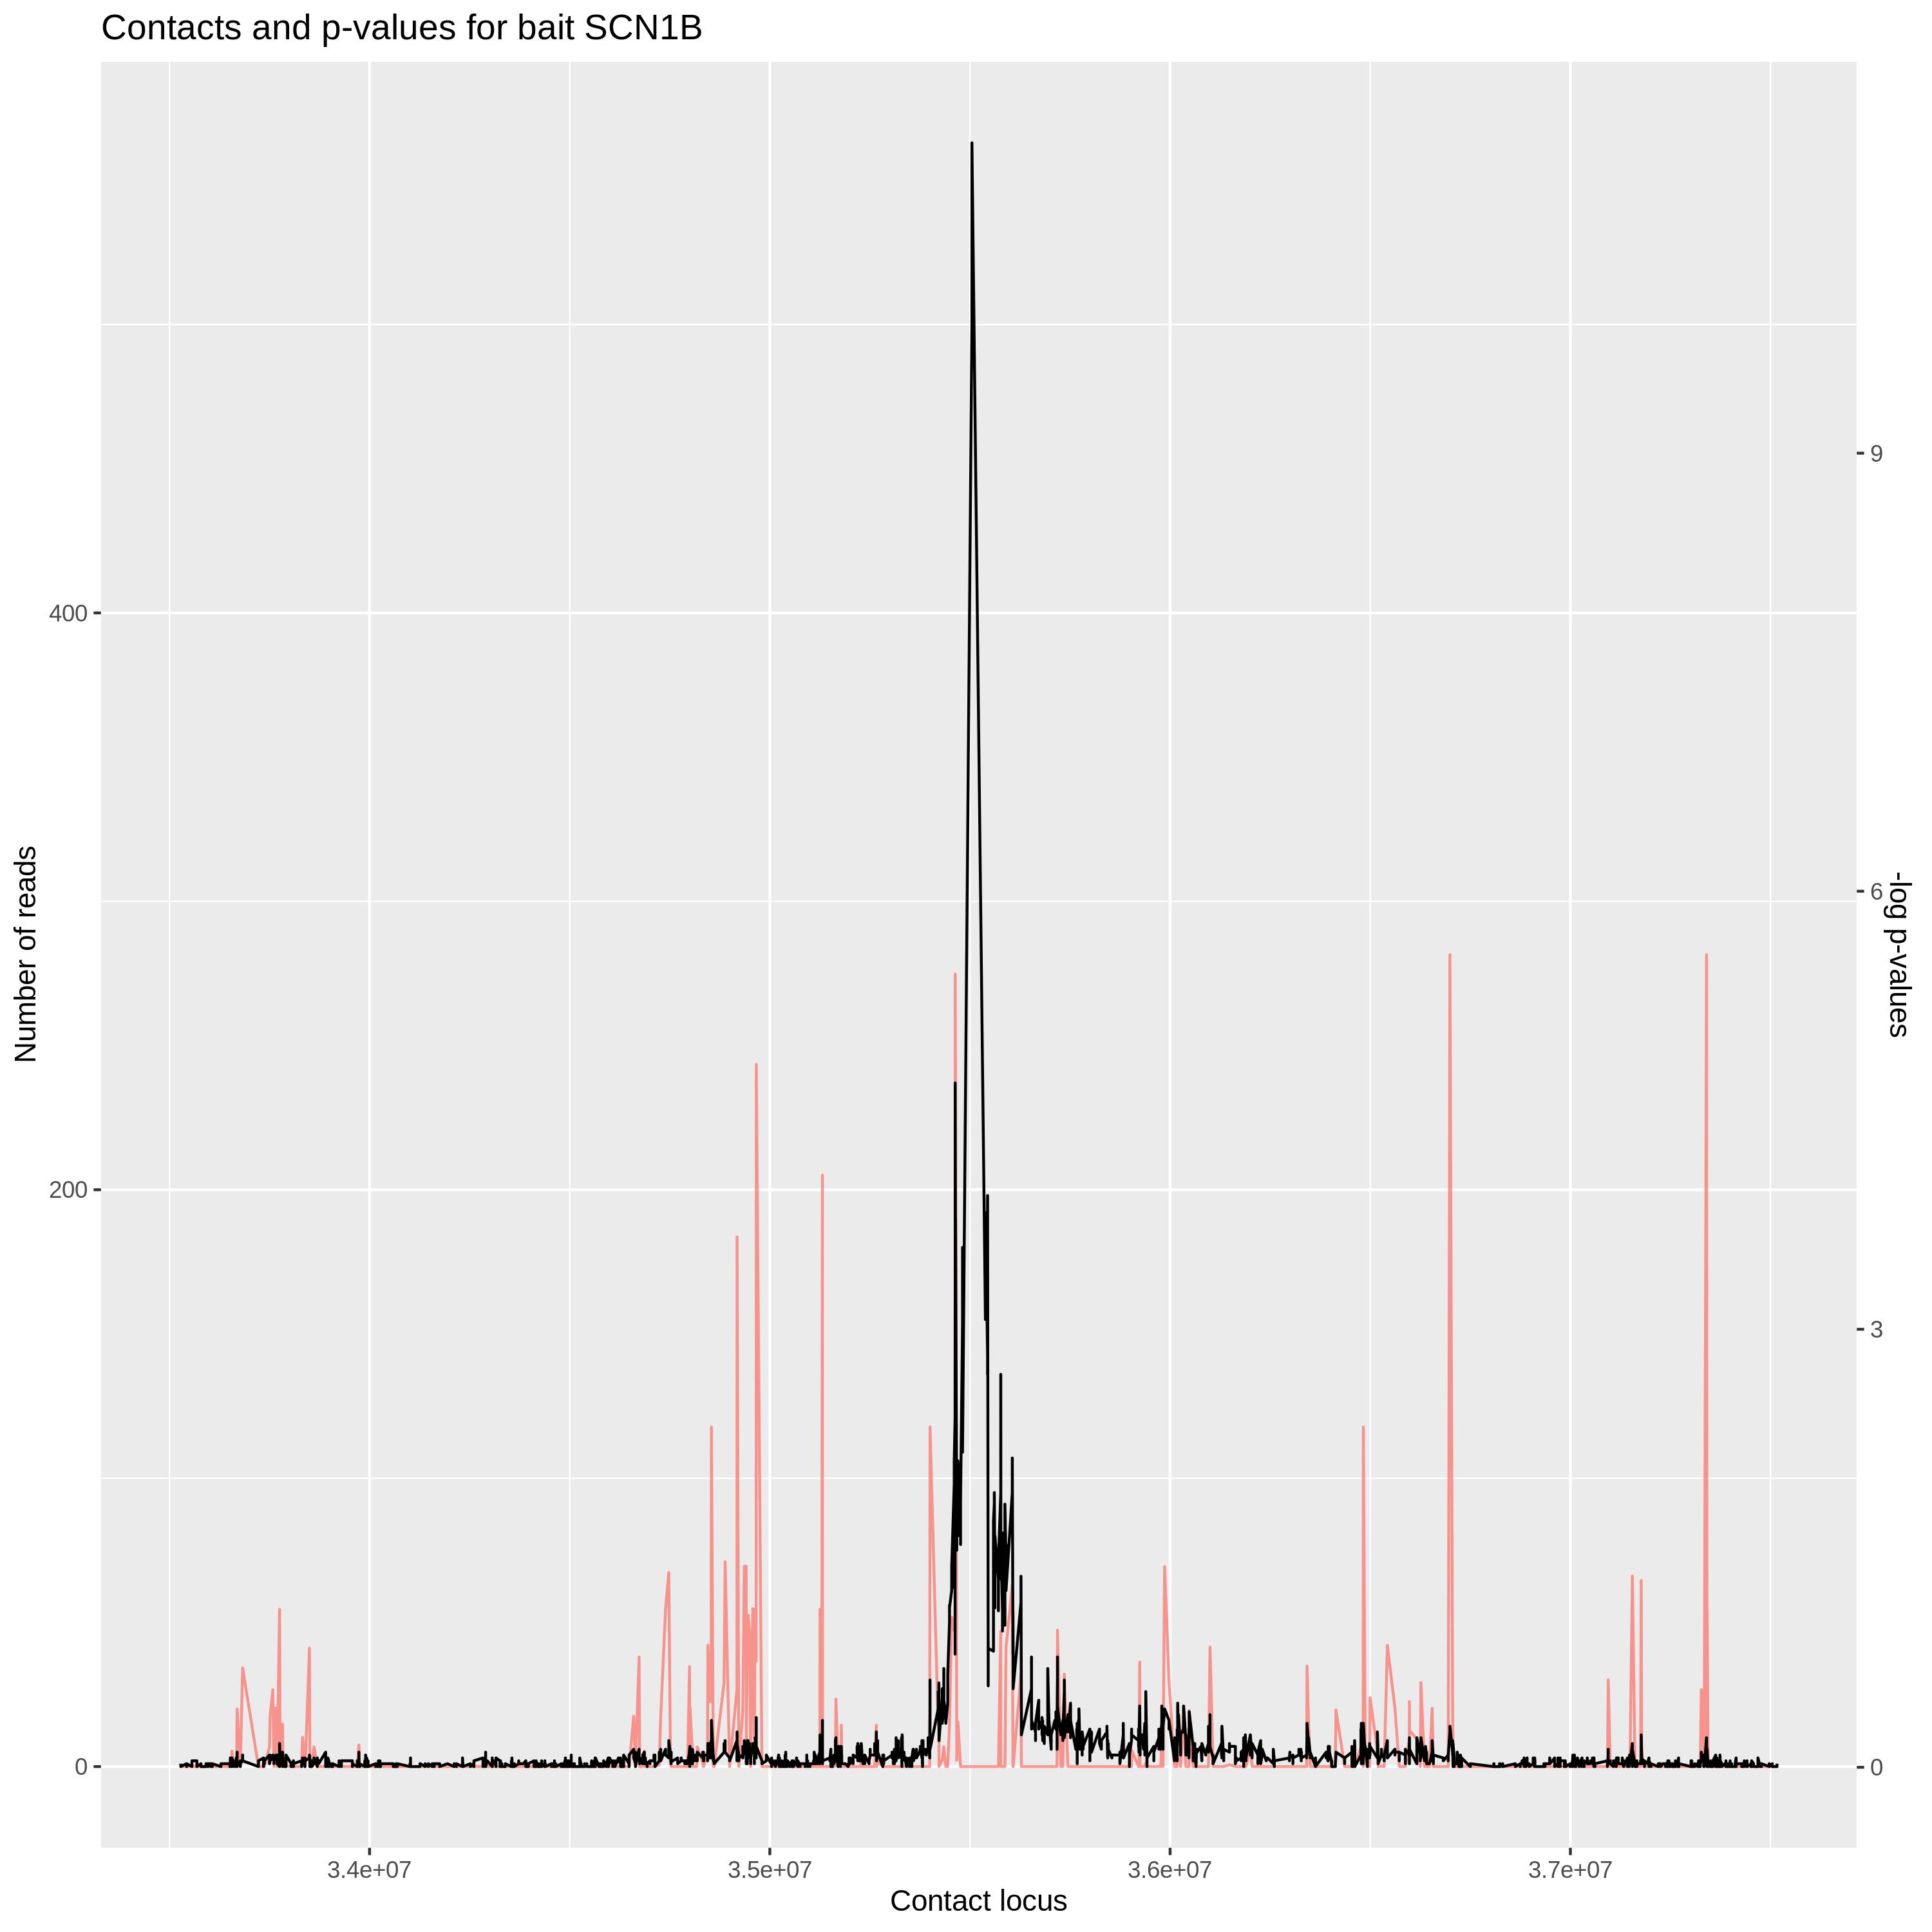 Contacts and p-values for bait SCN1B
Number of reads
400
200
0
9
6
3
0
-log p-values
3.4e+07 3.5e+07 3.6e+07 3.7e+07
Contact locus